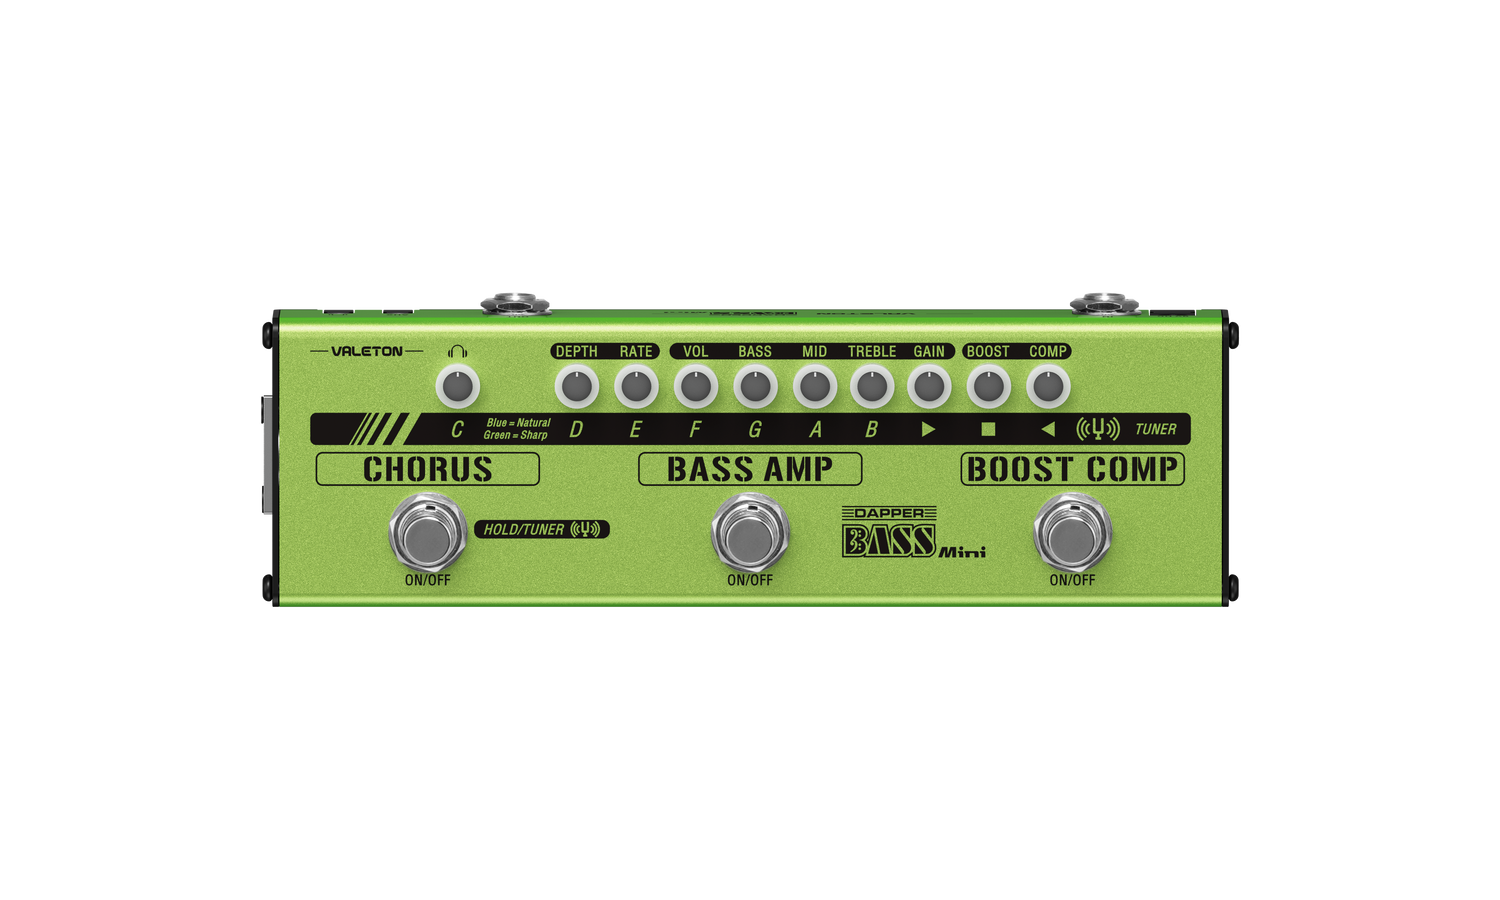 VALETON
DEPTH RATE VOL BASS MID TREBLE GAIN BOOST COMP
C Blue = Natural D E F G A B TUNER
Green = Sharp
CHORUS BASS AMP BOOST COMP
HOLD/TUNER
DAPPER
BASS Mini
ON/OFF ON/OFF ON/OFF